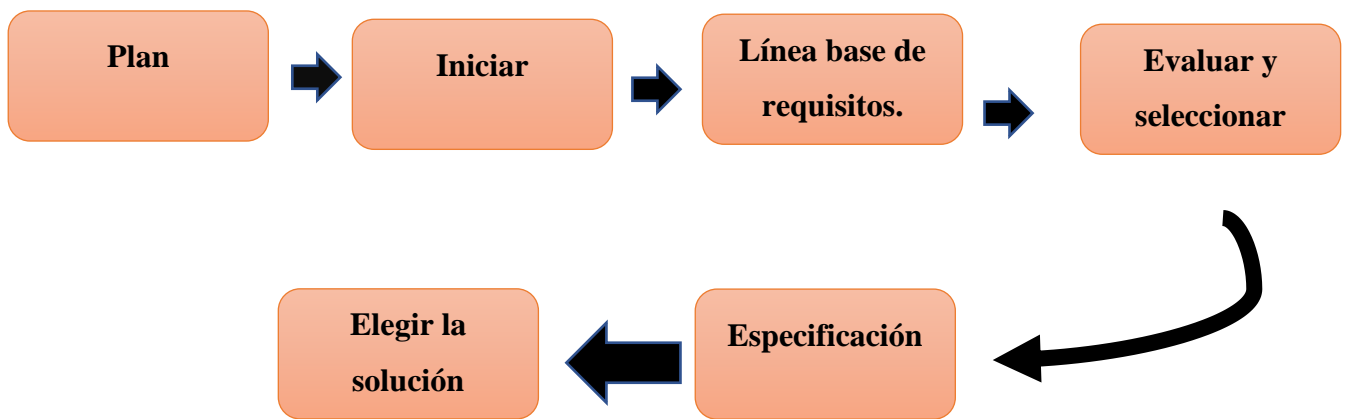 Plan
Iniciar
Línea base de
requisitos.
Evaluar y
seleccionar
Especificación
Elegir la
solución